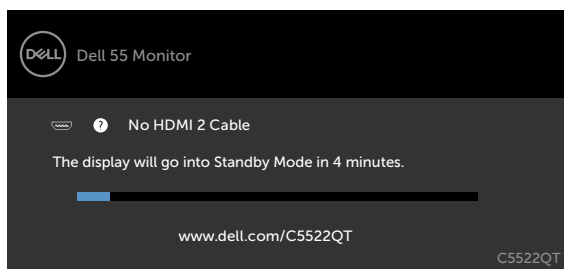 DELL
Dell 55 Monitor
? No HDMI 2 Cable
The display will go into Standby Mode in 4 minutes.
www.dell.com/C5522QT
C5522QT